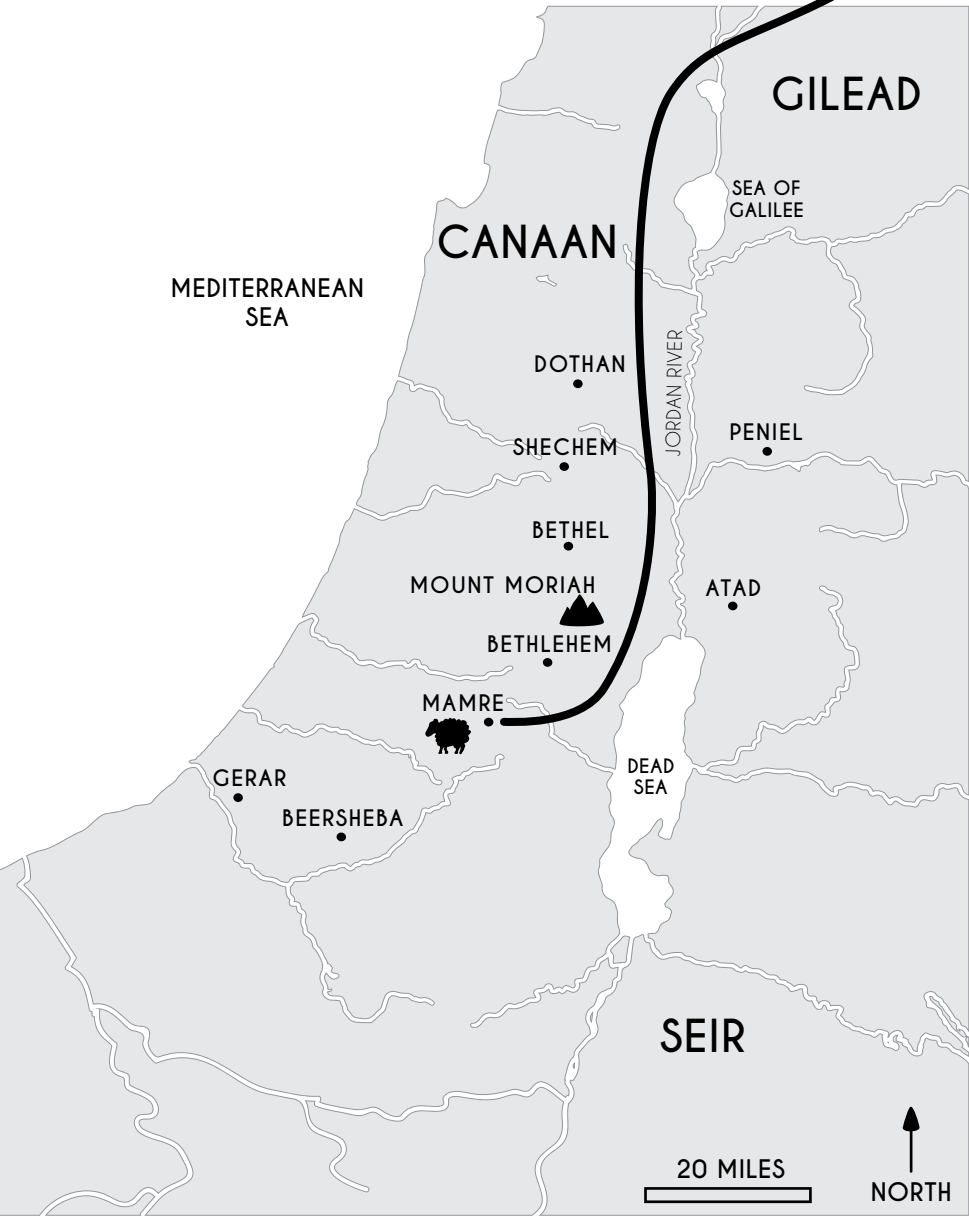 GILEAD
SEA OF
GALILEE
CANAAN
MEDITERRANEAN
SEA
DOTHAN
JORDAN RIVER
PENIEL
SHECHEM
BETHEL
MOUNT MORIAH
ATAD
BETHLEHEM
MAMRE
DEAD
SEA
GERAR
BEERSHEBA
SEIR
20 MILES
NORTH